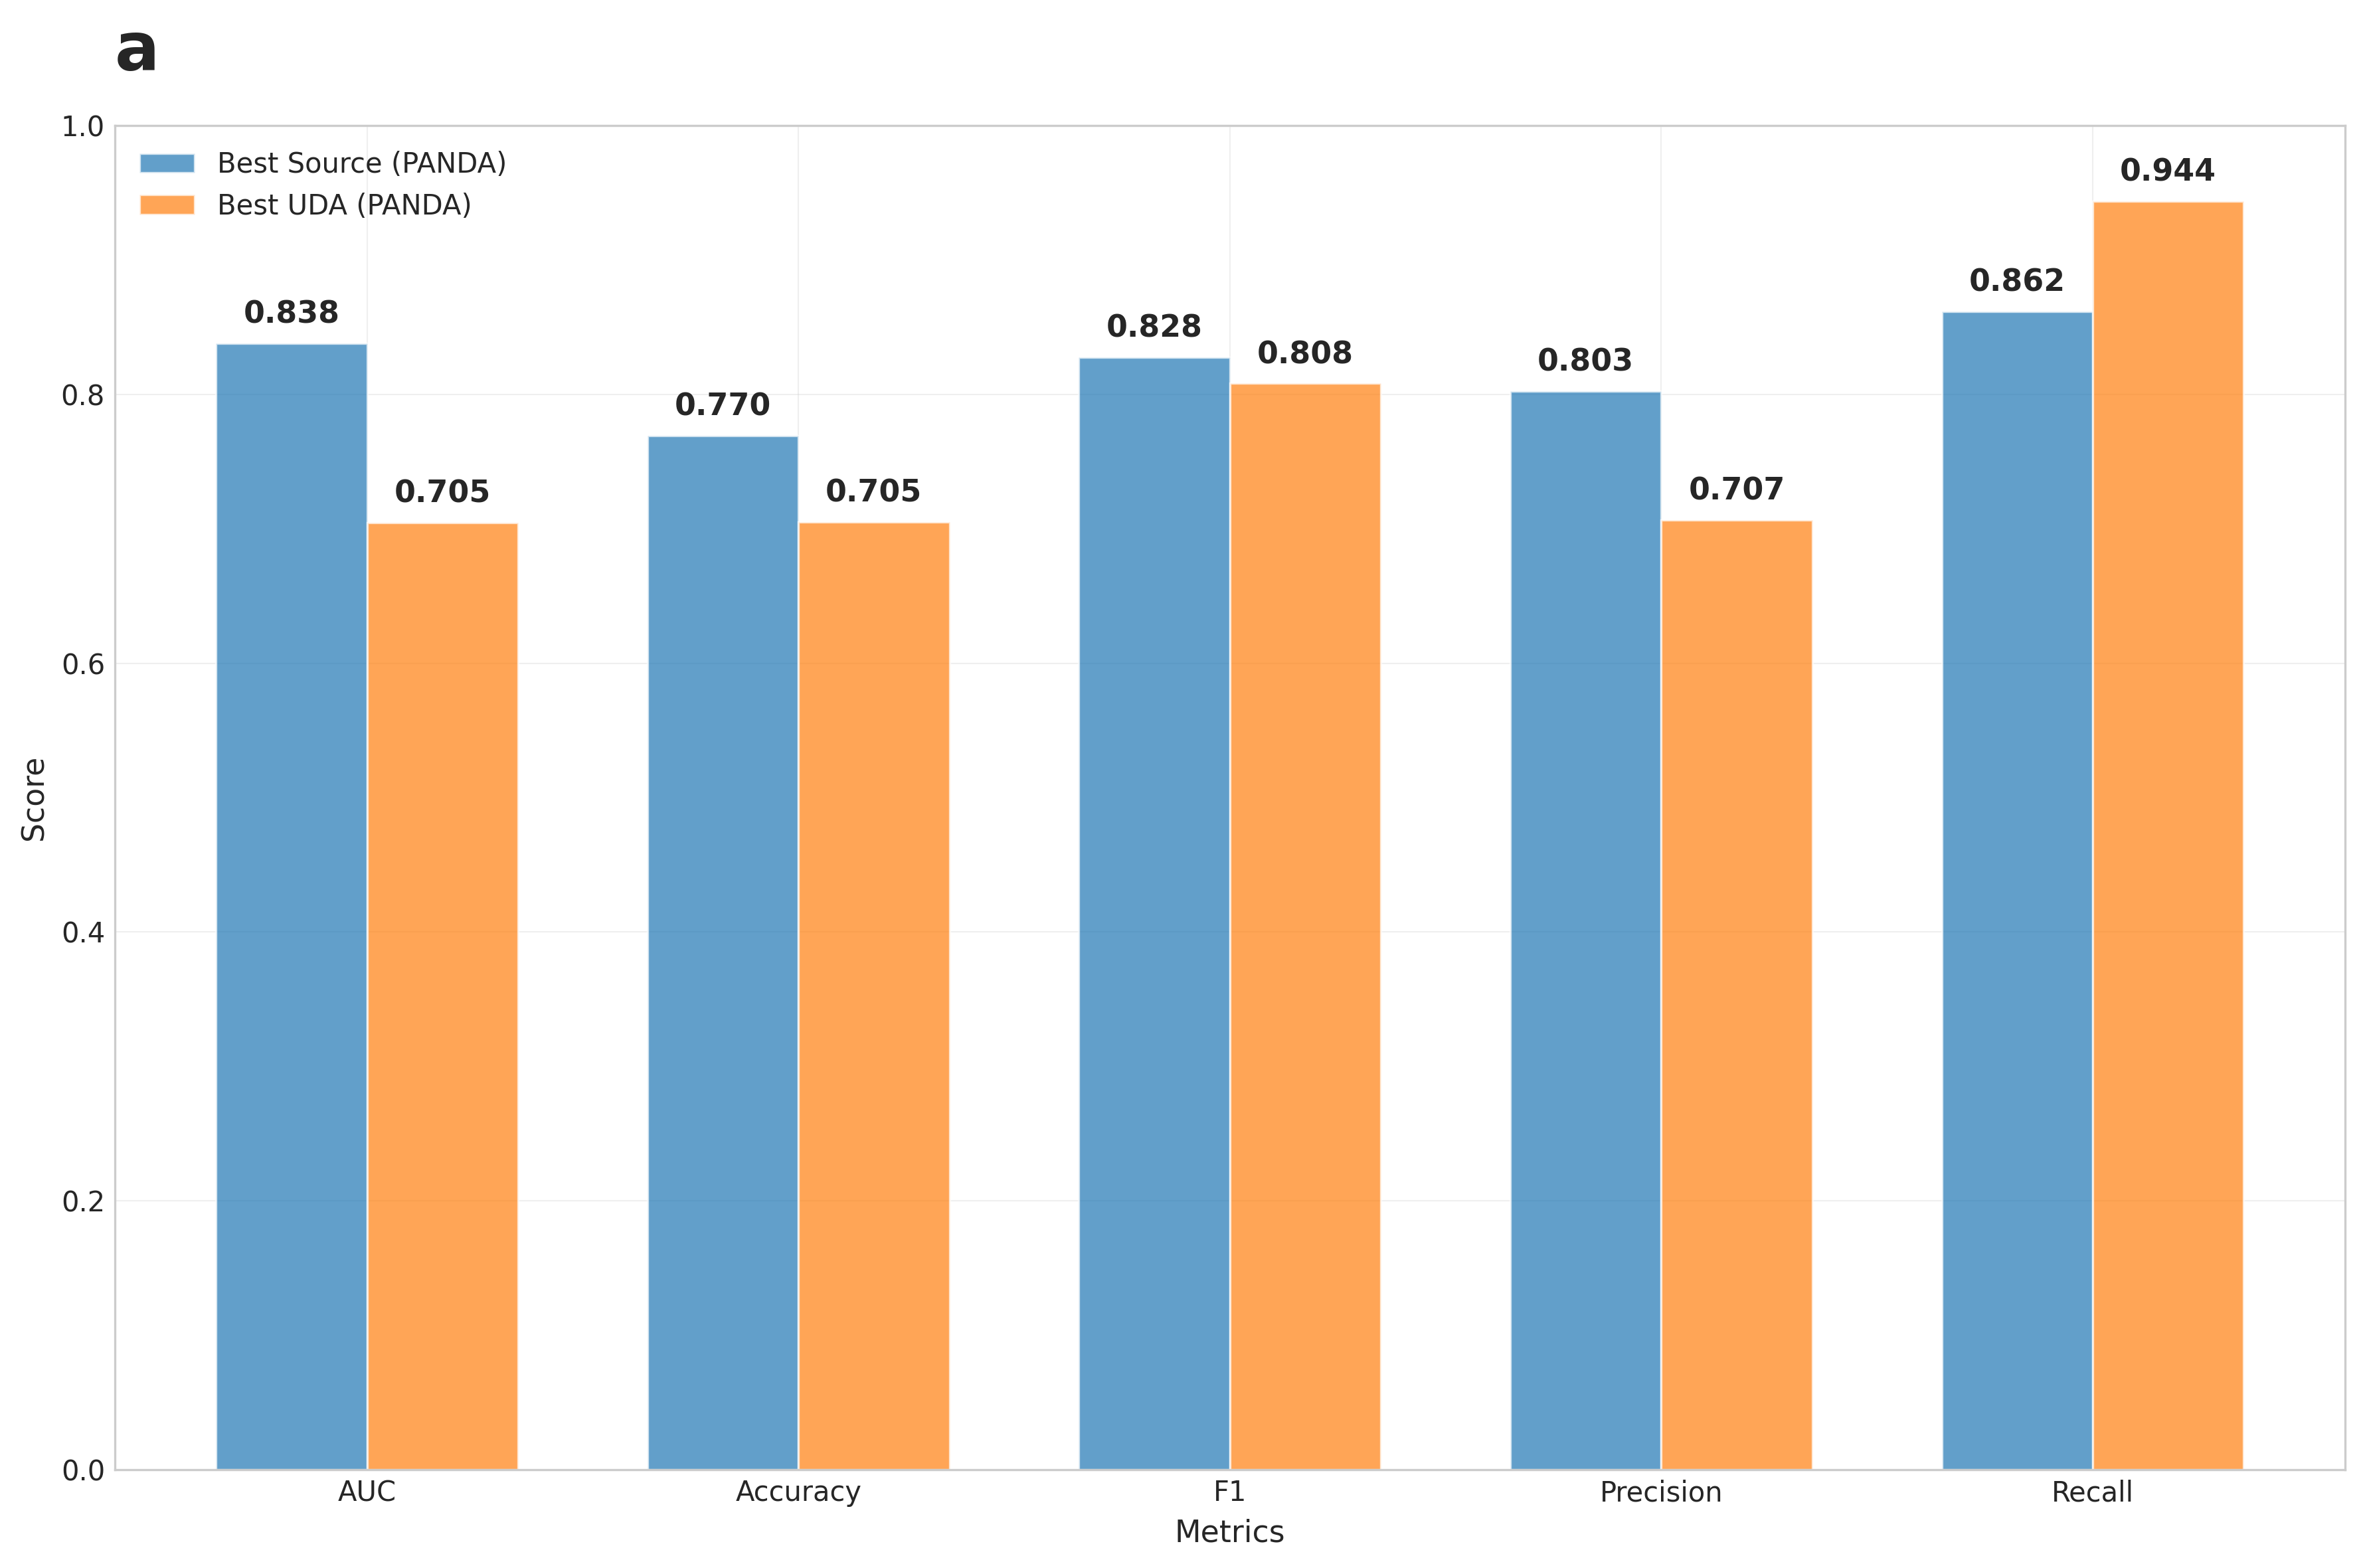 a
1.0
0.8
0.6
0.4
0.2
0.0
Score
Best Source (PANDA)
Best UDA (PANDA)
0.838
0.705
0.770
0.705
0.828
0.808
0.803
0.707
0.862
0.944
AUC
Accuracy
F1
Precision
Recall
Metrics